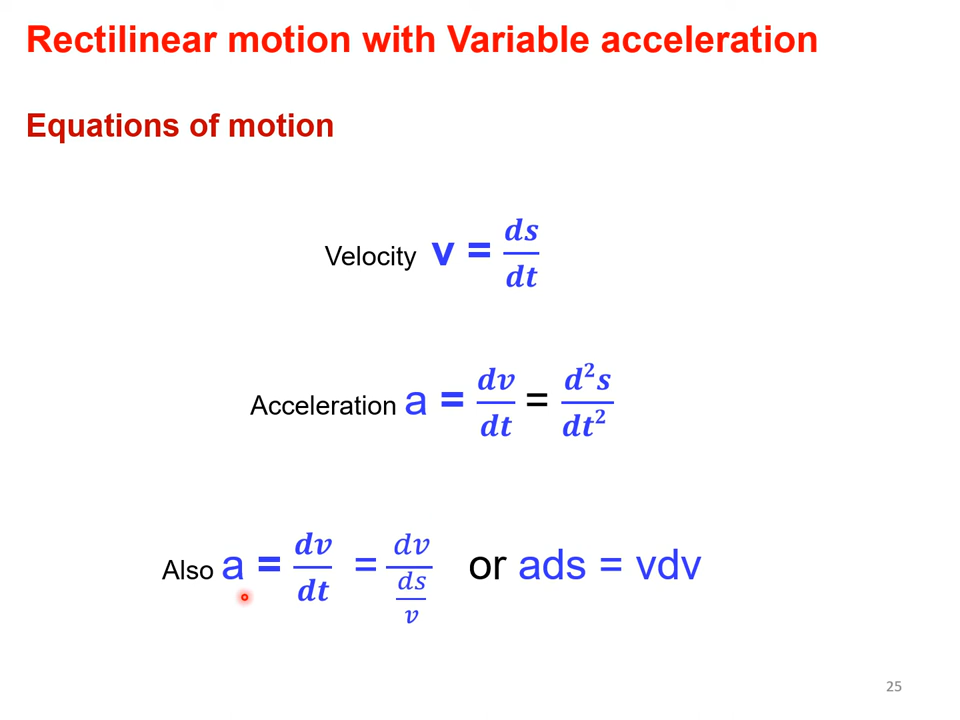 Rectilinear motion with Variable acceleration
Equations of motion
Velocity v = ds/dt
Acceleration a = dv/dt = d²s/dt²
Also a = dv/dt = dv/(ds/v) or ads = vdv
25